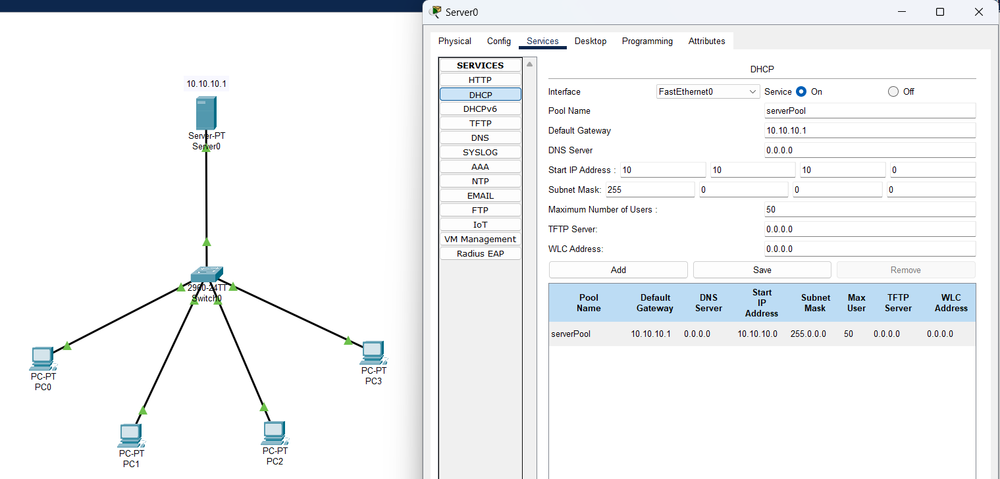 Server0
Physical Config Services Desktop Programming Attributes
10.10.10.1
Server-PT
Server0
2960-24TT
Switch0
PC-PT
PC0
PC-PT
PC1
PC-PT
PC2
PC-PT
PC3
SERVICES
HTTP
DHCP
DHCPv6
TFTP
DNS
SYSLOG
AAA
NTP
EMAIL
FTP
IoT
VM Management
Radius EAP
DHCP
Interface FastEthernet0 Service On Off
Pool Name serverPool
Default Gateway 10.10.10.1
DNS Server 0.0.0.0
Start IP Address : 10 10 10 0
Subnet Mask: 255 0 0 0
Maximum Number of Users : 50
TFTP Server: 0.0.0.0
WLC Address: 0.0.0.0
Add Save Remove
Pool Name Default Gateway DNS Server Start IP Address Subnet Mask Max User TFTP Server WLC Address
serverPool 10.10.10.1 0.0.0.0 10.10.10.0 255.0.0.0 50 0.0.0.0 0.0.0.0